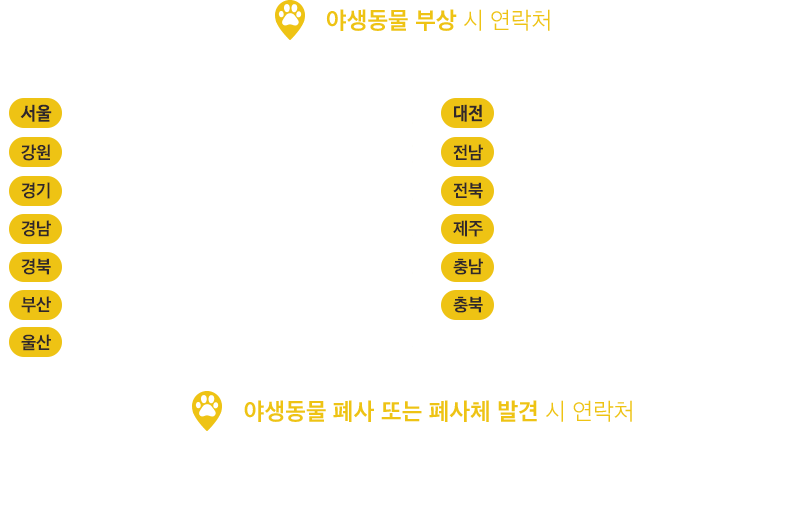 야생동물 부상 시 연락처
서울
강원
경기
경남
경북
부산
울산
대전
전남
전북
제주
충남
충북
야생동물 폐사 또는 폐사체 발견 시 연락처